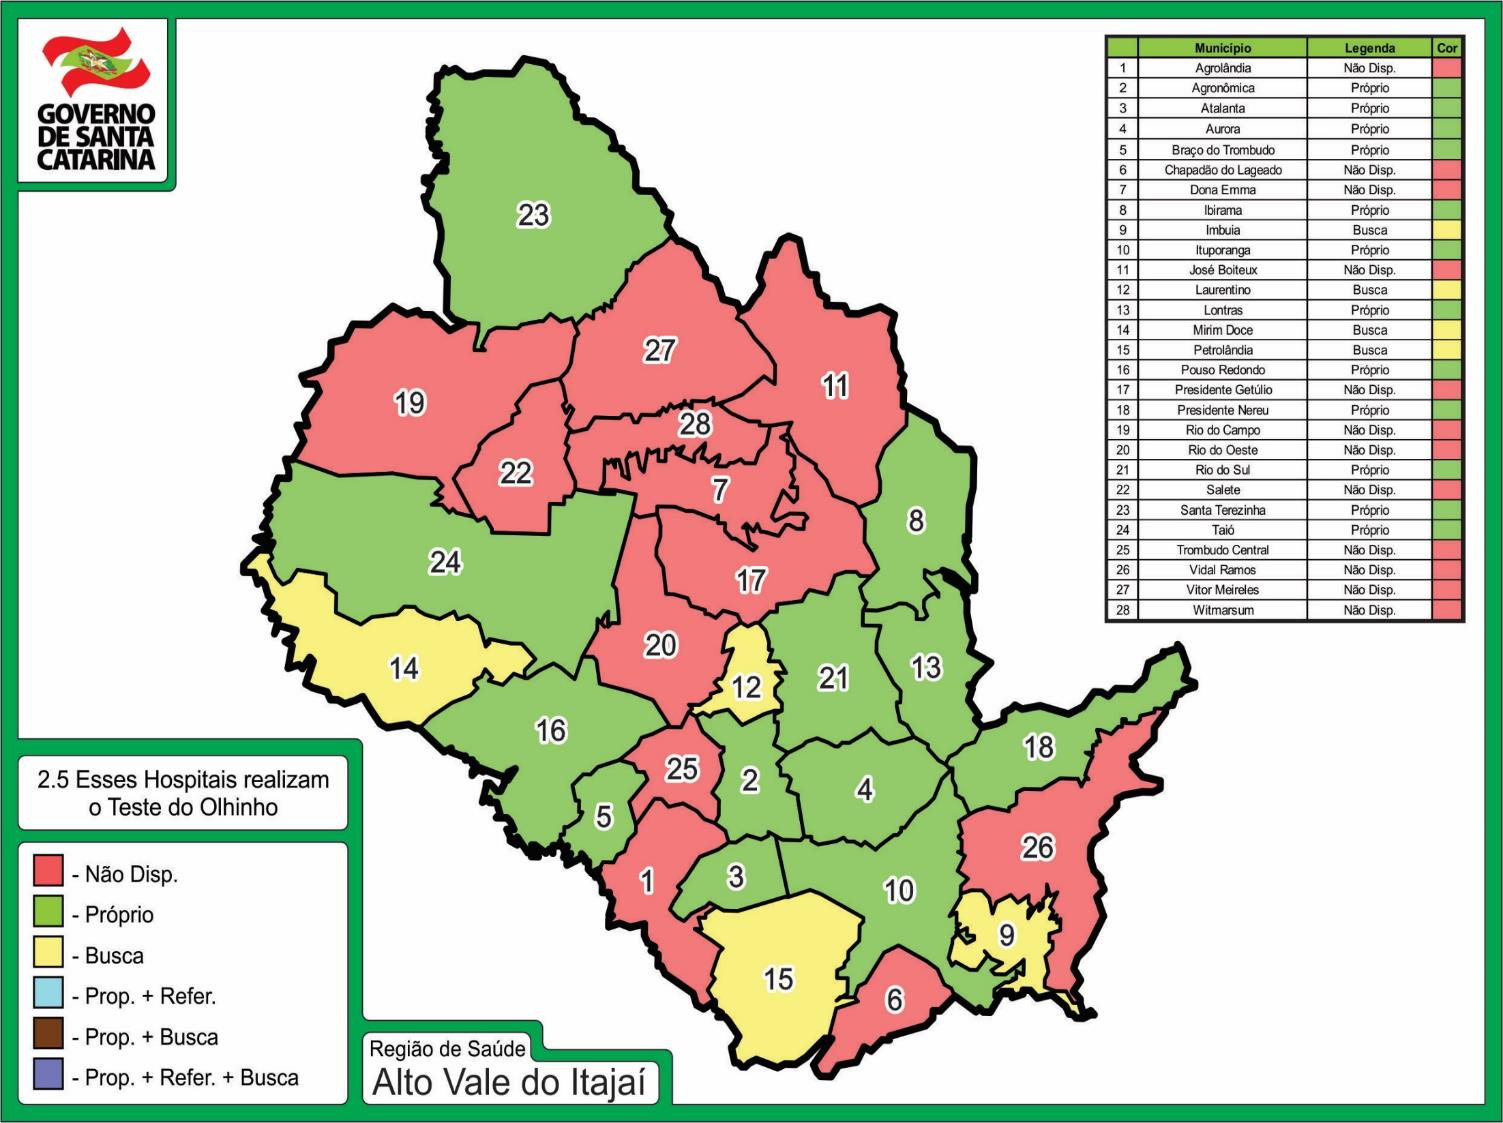 GOVERNO
DE SANTA
CATARINA
Município Legenda Cor
1 Agrolândia Não Disp.
2 Agronômica Próprio
3 Atalanta Próprio
4 Aurora Próprio
5 Braço do Trombudo Próprio
6 Chapadão do Lageado Não Disp.
7 Dona Emma Não Disp.
8 Ibirama Próprio
9 Imbuia Busca
10 Ituporanga Próprio
11 José Boiteux Não Disp.
12 Laurentino Busca
13 Lontras Próprio
14 Mirim Doce Busca
15 Petrolândia Busca
16 Pouso Redondo Próprio
17 Presidente Getúlio Não Disp.
18 Presidente Nereu Próprio
19 Rio do Campo Não Disp.
20 Rio do Oeste Não Disp.
21 Rio do Sul Próprio
22 Salete Não Disp.
23 Santa Terezinha Próprio
24 Taió Próprio
25 Trombudo Central Não Disp.
26 Vidal Ramos Não Disp.
27 Vitor Meireles Não Disp.
28 Witmarsum Não Disp.
23
27
11
19
28
22
7
8
24
17
20
14
12
21
13
16
18
25
2
4
5
26
1
3
10
9
15
6
2.5 Esses Hospitais realizam
o Teste do Olhinho
- Não Disp.
- Próprio
- Busca
- Prop. + Refer.
- Prop. + Busca
- Prop. + Refer. + Busca
Região de Saúde
Alto Vale do Itajaí